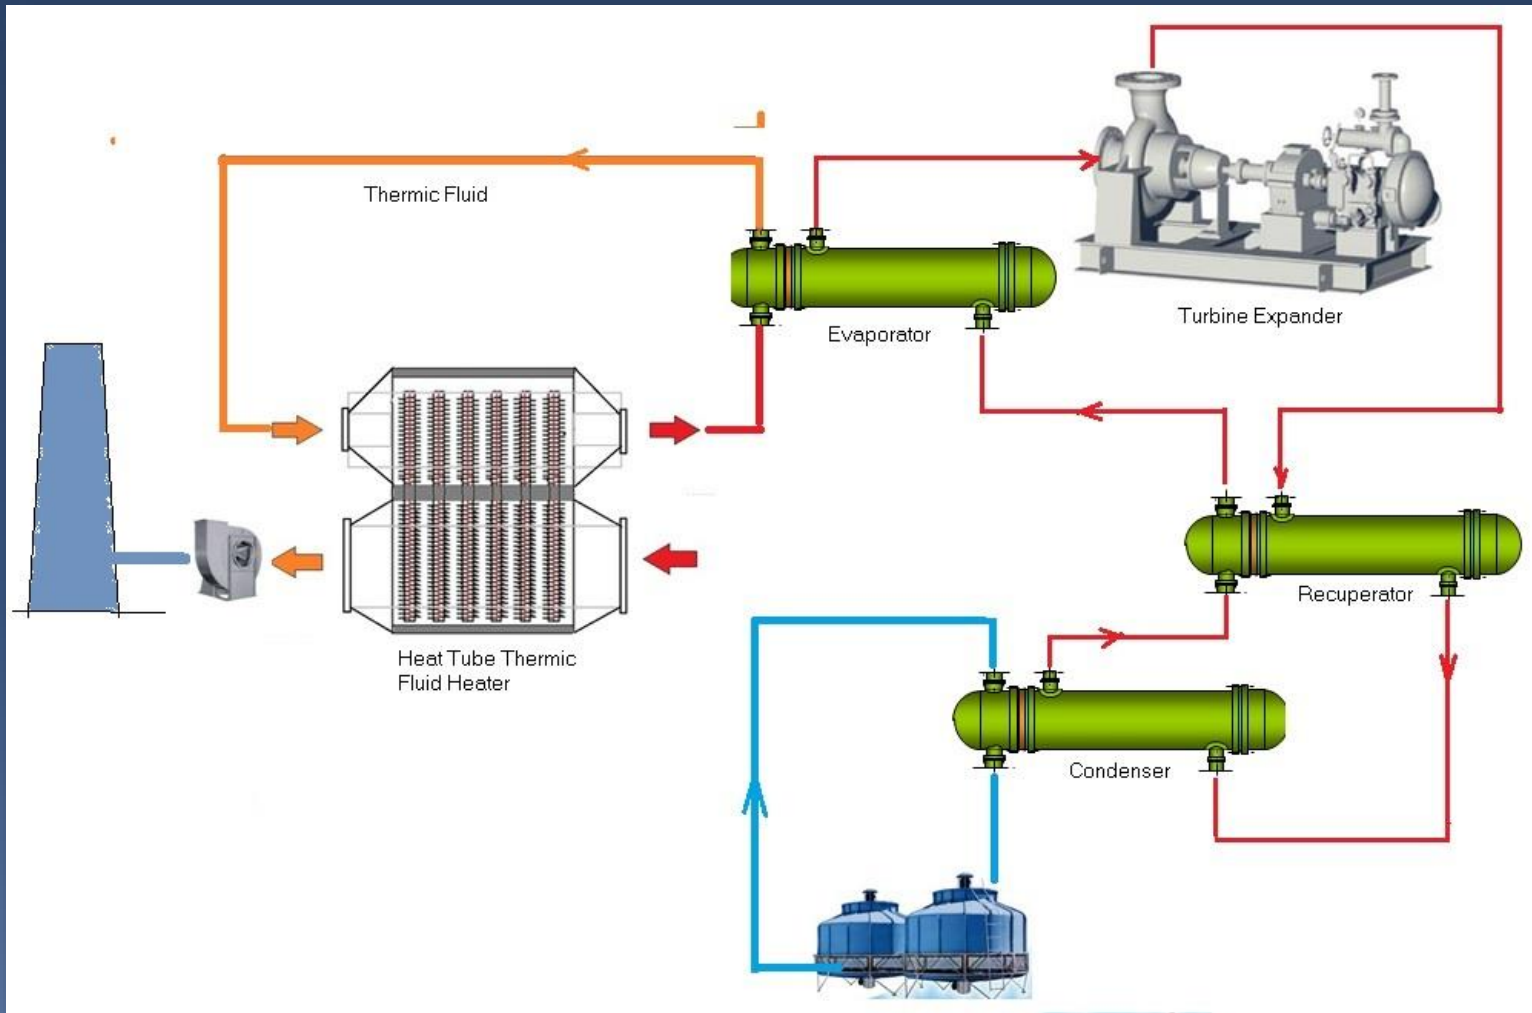 Thermic Fluid
Evaporator
Turbine Expander
Recuperator
Heat Tube Thermic
Fluid Heater
Condenser